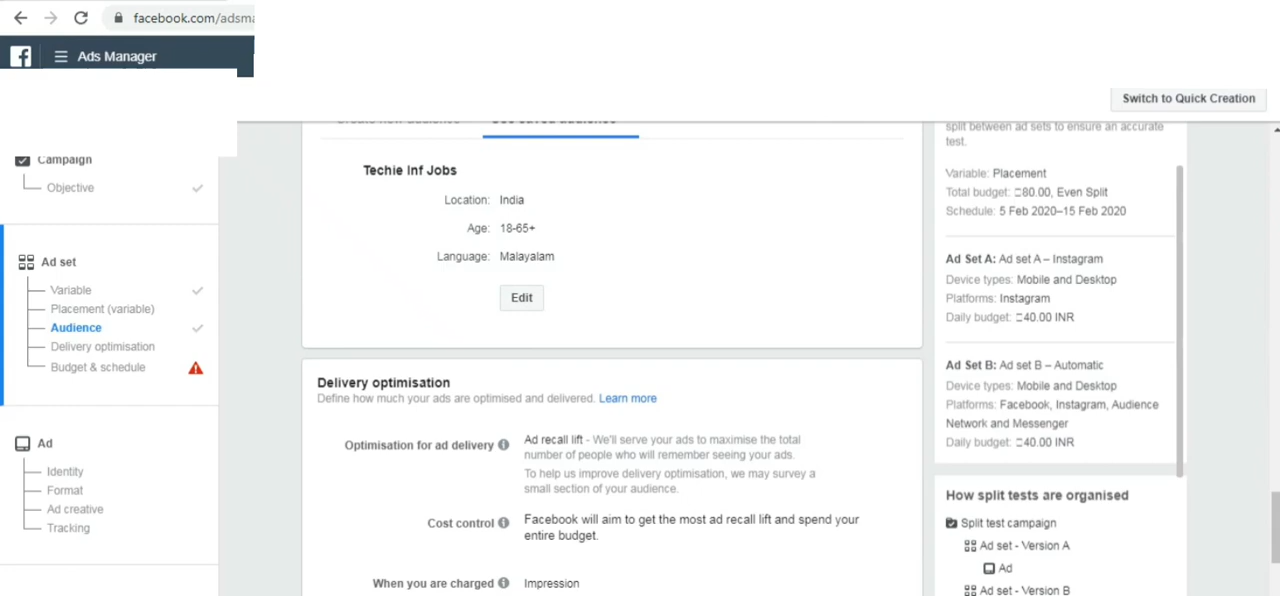 facebook.com/adsma
Ads Manager
Switch to Quick Creation
Campaign
Objective
Ad set
Variable
Placement (variable)
Audience
Delivery optimisation
Budget & schedule
Ad
Identity
Format
Ad creative
Tracking
Create new audience Use saved audience
Techie Inf Jobs
Location: India
Age: 18-65+
Language: Malayalam
Edit
Delivery optimisation
Define how much your ads are optimised and delivered. Learn more
Optimisation for ad delivery
Ad recall lift - We'll serve your ads to maximise the total
number of people who will remember seeing your ads.
To help us improve delivery optimisation, we may survey a
small section of your audience.
Cost control
Facebook will aim to get the most ad recall lift and spend your
entire budget.
When you are charged
Impression
split between ad sets to ensure an accurate
test.
Variable: Placement
Total budget: 80.00, Even Split
Schedule: 5 Feb 2020–15 Feb 2020
Ad Set A: Ad set A – Instagram
Device types: Mobile and Desktop
Platforms: Instagram
Daily budget: 40.00 INR
Ad Set B: Ad set B – Automatic
Device types: Mobile and Desktop
Platforms: Facebook, Instagram, Audience
Network and Messenger
Daily budget: 40.00 INR
How split tests are organised
Split test campaign
Ad set - Version A
Ad
Ad set - Version B